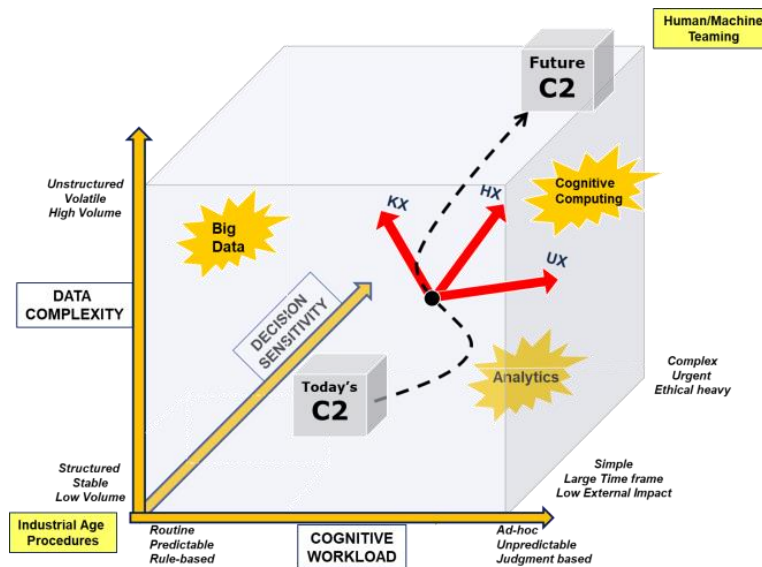 Human/Machine
Teaming
Future
C2
Unstructured
Volatile
High Volume
Big
Data
KX
HX
UX
Cognitive
Computing
DATA
COMPLEXITY
DECISION
SENSITIVITY
Today's
C2
Analytics
Complex
Urgent
Ethical heavy
Structured
Stable
Low Volume
Simple
Large Time frame
Low External Impact
Industrial Age
Procedures
Routine
Predictable
Rule-based
COGNITIVE
WORKLOAD
Ad-hoc
Unpredictable
Judgment based